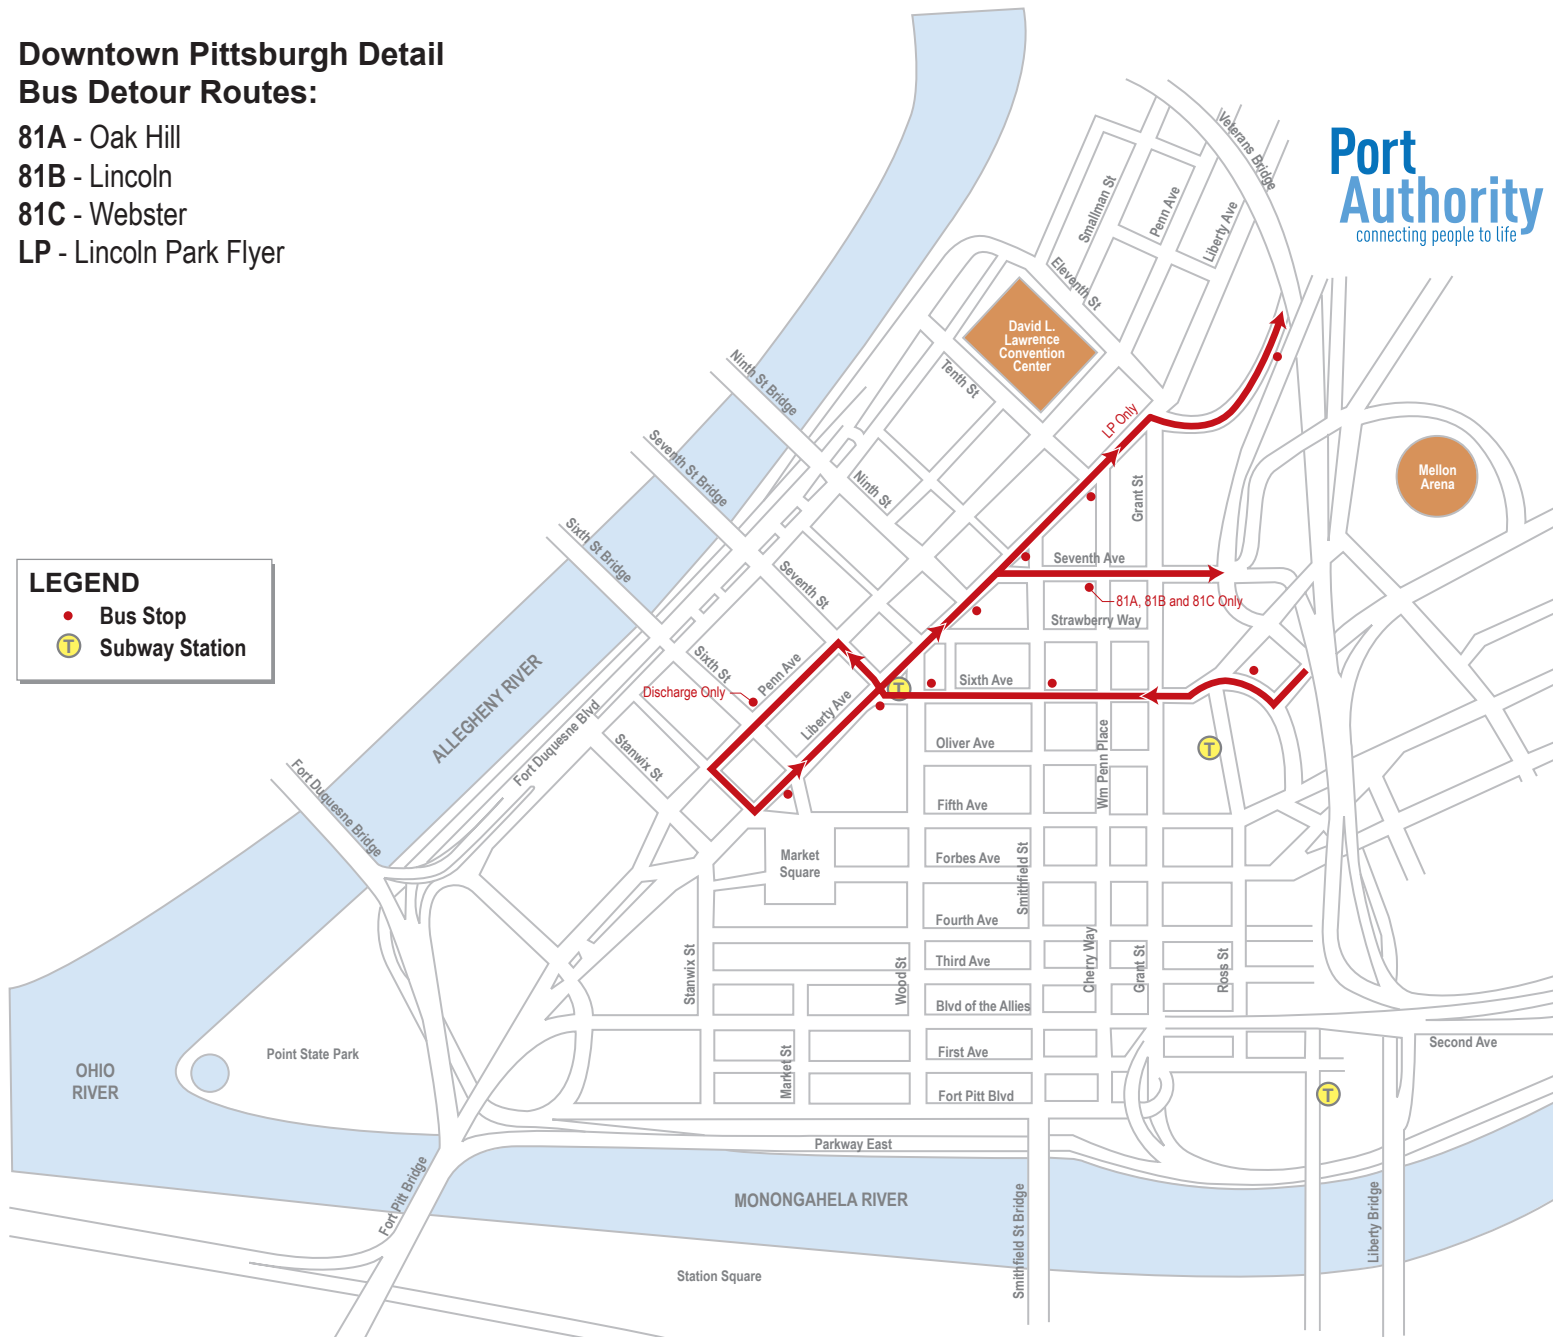 Downtown Pittsburgh Detail
Bus Detour Routes:
81A - Oak Hill
81B - Lincoln
81C - Webster
LP - Lincoln Park Flyer
Port
Authority
connecting people to life
Veterans Bridge
Smallman St
Penn Ave
Liberty Ave
Eleventh St
David L.
Lawrence
Convention
Center
Tenth St
Ninth St Bridge
LP Only
Seventh St Bridge
Ninth St
Grant St
Mellon
Arena
Sixth St Bridge
Seventh Ave
Seventh St
81A, 81B and 81C Only
Strawberry Way
LEGEND
Bus Stop
T
Subway Station
ALLEGHENY RIVER
Sixth St
Penn Ave
Discharge Only
Sixth Ave
T
Liberty Ave
Fort Duquesne Blvd
Stanwix St
Oliver Ave
Wm Penn Place
T
Fort Duquesne Bridge
Fifth Ave
Market
Square
Forbes Ave
Smithfield St
Fourth Ave
Stanwix St
Wood St
Third Ave
Cherry Way
Grant St
Ross St
Blvd of the Allies
Point State Park
OHIO
RIVER
Market St
First Ave
Second Ave
Fort Pitt Blvd
T
Parkway East
Fort Pitt Bridge
MONONGAHELA RIVER
Smithfield St Bridge
Liberty Bridge
Station Square